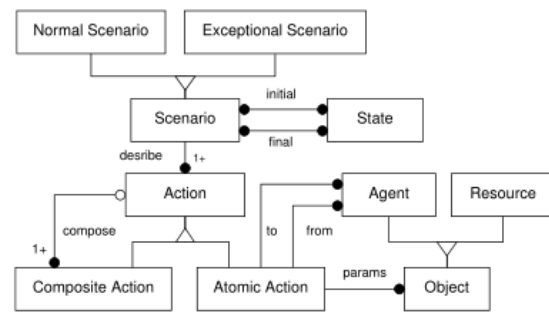 Normal Scenario
Exceptional Scenario
initial
Scenario
State
final
desribe
1+
Action
Agent
Resource
compose
to
from
1+
params
Composite Action
Atomic Action
Object